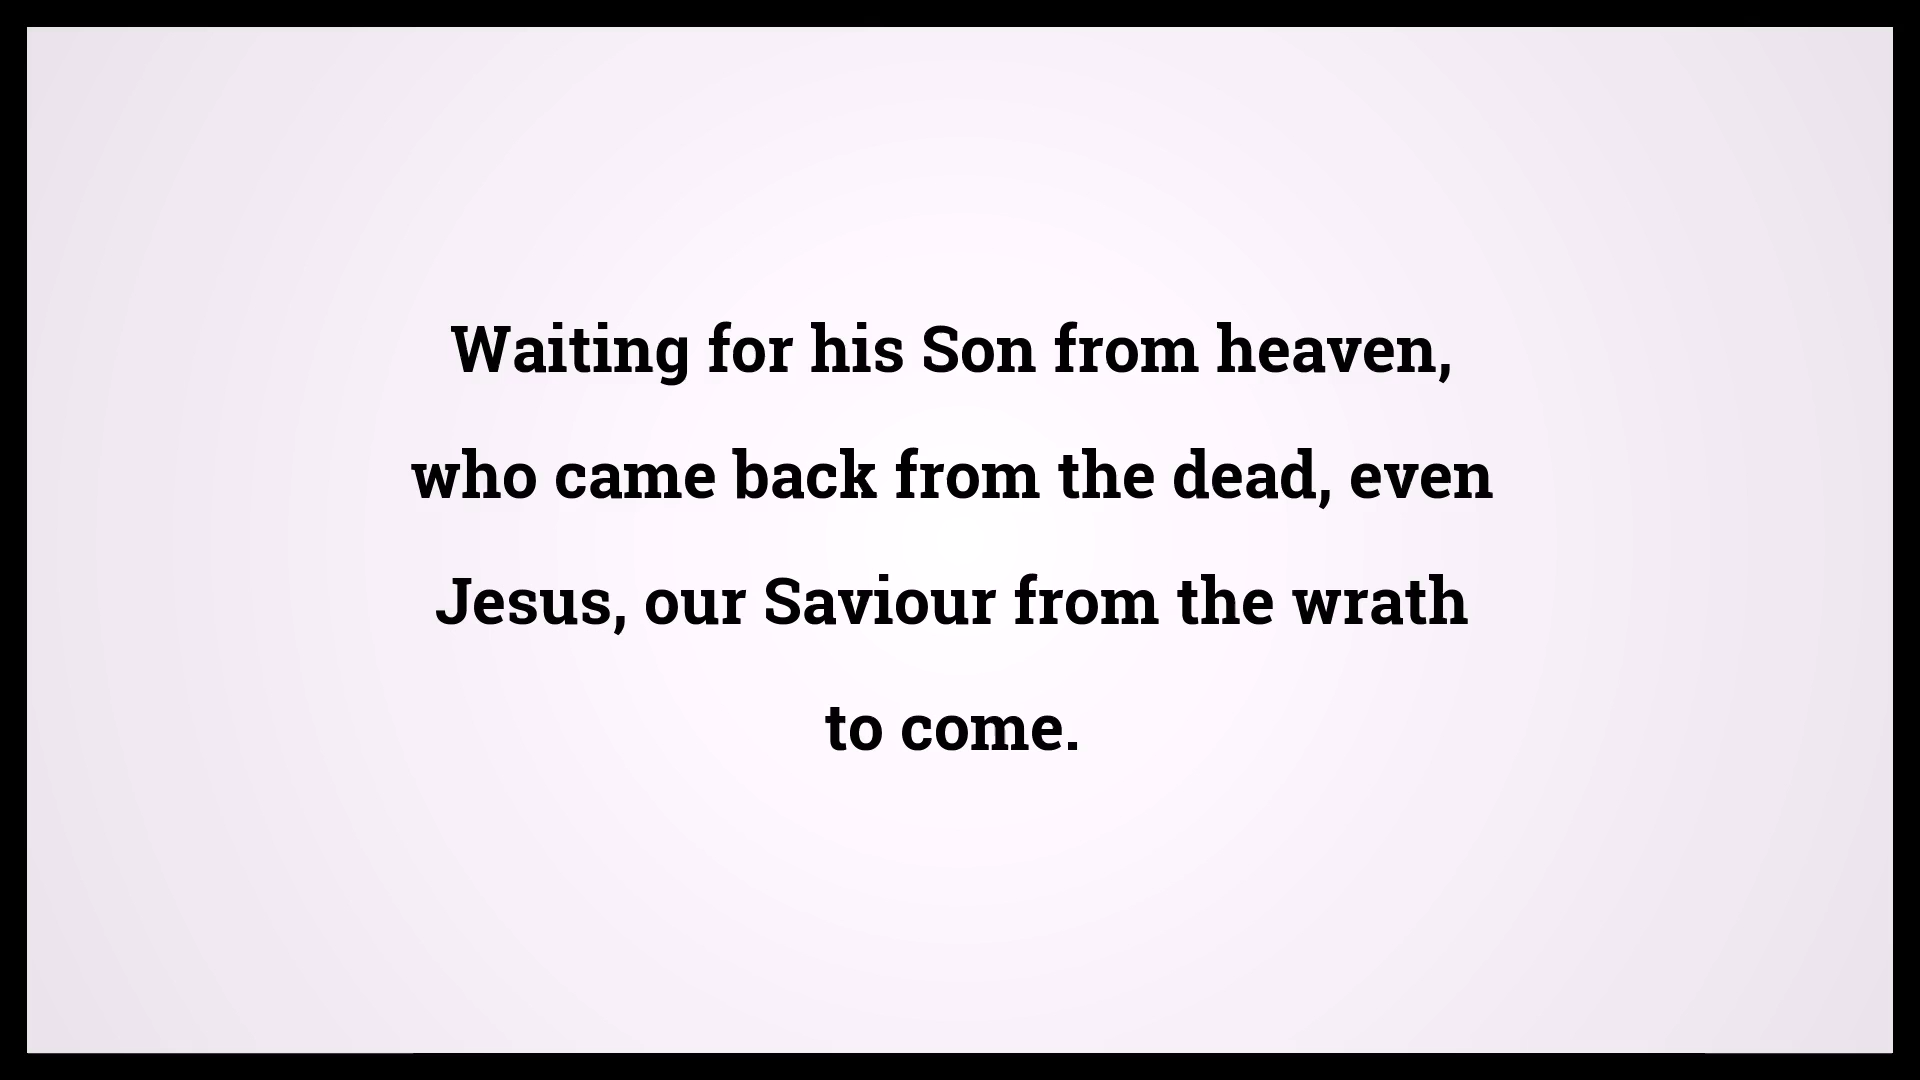 Waiting for his Son from heaven,
who came back from the dead, even
Jesus, our Saviour from the wrath
to come.